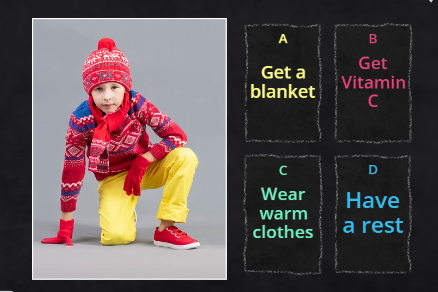 A
Get a
blanket
B
Get
Vitamin
C
C
Wear
warm
clothes
D
Have
a rest